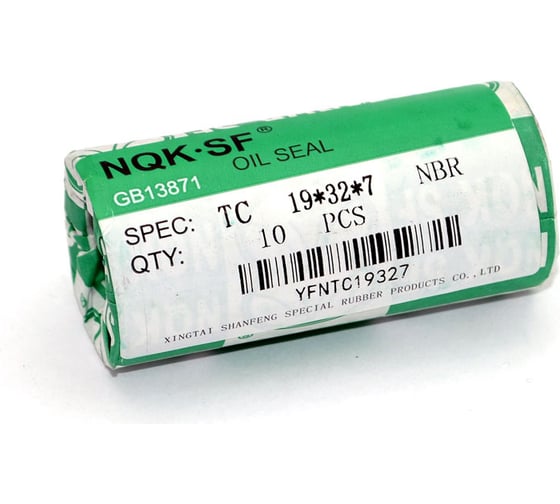 NQK·SF®
OIL SEAL
GB13871
SPEC: TC 19*32*7 NBR
QTY: 10 PCS
YFNTC19327
XINGTAI SHANFENG SPECIAL RUBBER PRODUCTS CO.,LTD